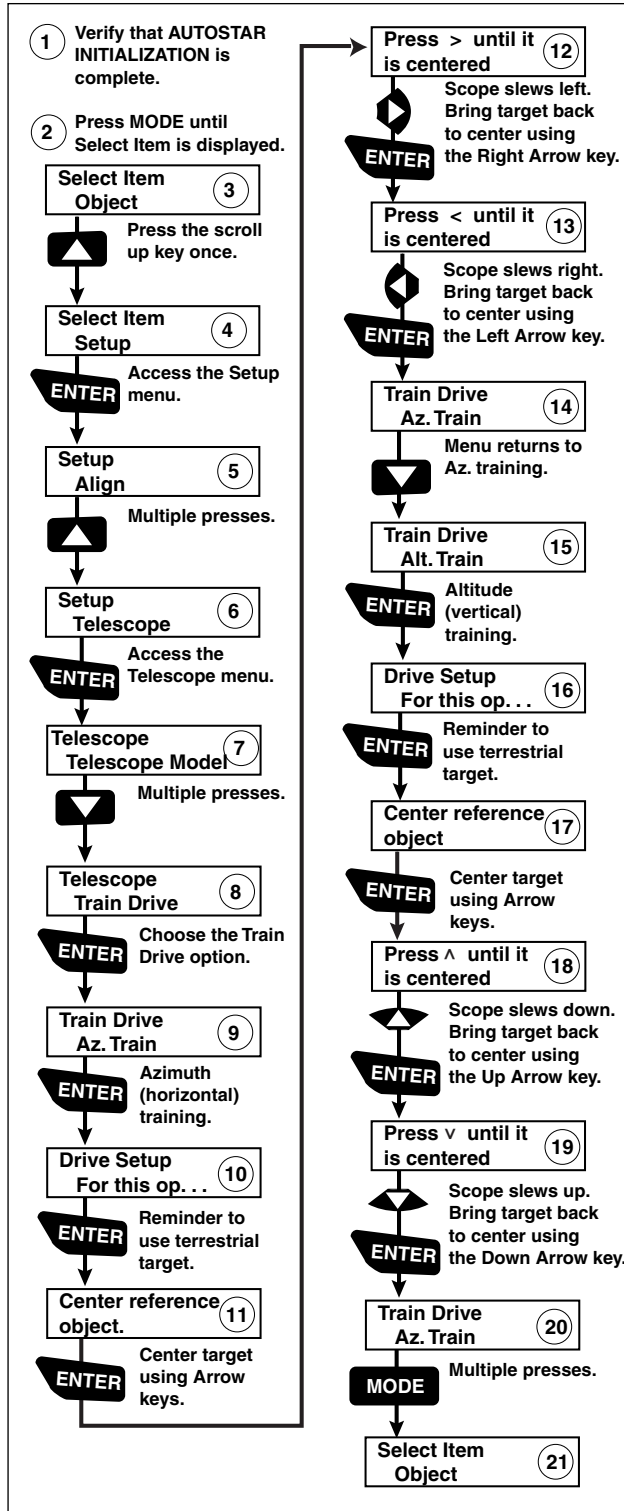 1 Verify that AUTOSTAR
INITIALIZATION is
complete.
2 Press MODE until
Select Item is displayed.
Select Item
Object
3
Press the scroll
up key once.
Select Item
Setup
4
ENTER
Access the Setup
menu.
Setup
Align
5
Multiple presses.
Setup
Telescope
6
ENTER
Access the
Telescope menu.
Telescope
Telescope Model
7
Multiple presses.
Telescope
Train Drive
8
ENTER
Choose the Train
Drive option.
Train Drive
Az. Train
9
ENTER
Azimuth
(horizontal)
training.
Drive Setup
For this op. . .
10
ENTER
Reminder to
use terrestrial
target.
Center reference
object.
11
ENTER
Center target
using Arrow
keys.
Press > until it
is centered
12
Scope slews left.
Bring target back
to center using
the Right Arrow key.
ENTER
Press < until it
is centered
13
Scope slews right.
Bring target back
to center using
the Left Arrow key.
ENTER
Train Drive
Az. Train
14
Menu returns to
Az. training.
Train Drive
Alt. Train
15
ENTER
Altitude
(vertical)
training.
Drive Setup
For this op. . .
16
ENTER
Reminder to
use terrestrial
target.
Center reference
object
17
ENTER
Center target
using Arrow
keys.
Press ^ until it
is centered
18
Scope slews down.
Bring target back
to center using
the Up Arrow key.
ENTER
Press v until it
is centered
19
Scope slews up.
Bring target back
to center using
the Down Arrow key.
ENTER
Train Drive
Az. Train
20
MODE
Multiple presses.
Select Item
Object
21